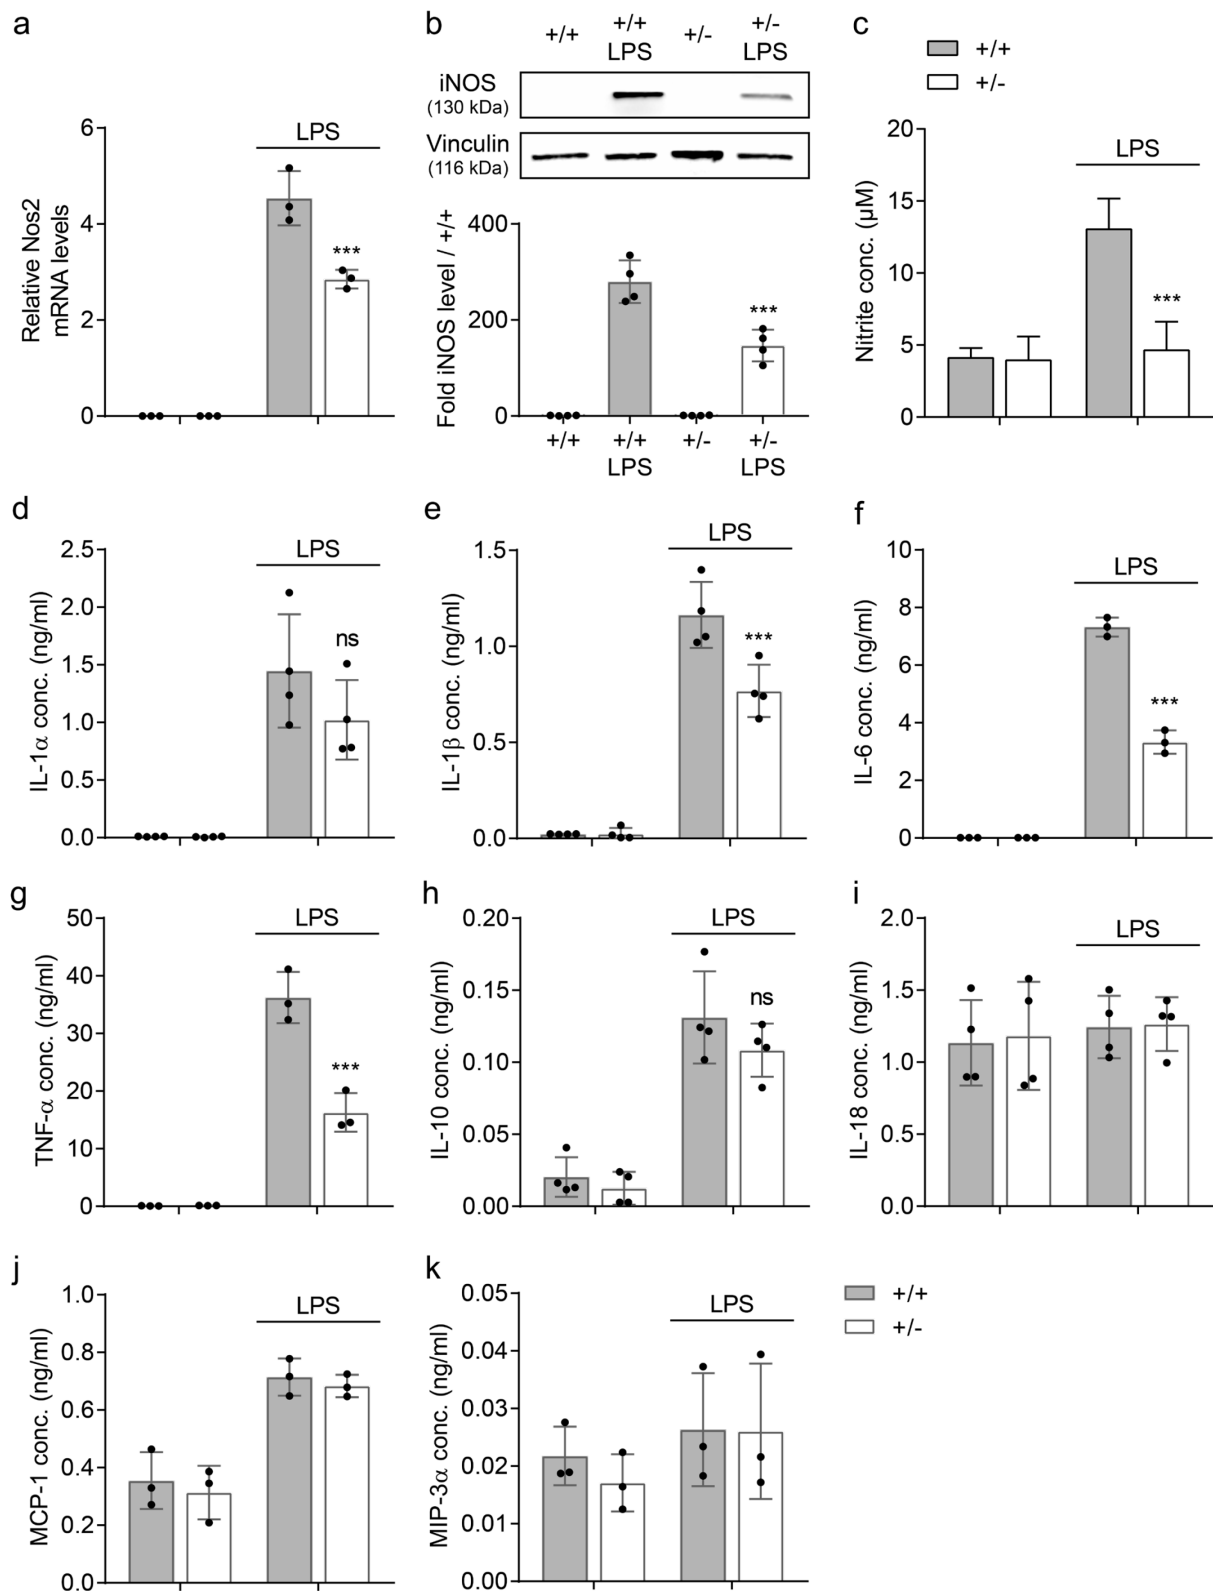 a
Relative Nos2
mRNA levels
6
4
2
0
LPS
***
b
+/+
+/+
LPS
+/-
+/-
LPS
iNOS
(130 kDa)
Vinculin
(116 kDa)
Fold iNOS level / +/+
400
200
0
***
+/+
+/+
LPS
+/-
+/-
LPS
c
+/+
+/-
Nitrite conc. (µM)
20
15
10
5
0
LPS
***
d
IL-1α conc. (ng/ml)
2.5
2.0
1.5
1.0
0.5
0.0
LPS
ns
e
IL-1β conc. (ng/ml)
1.5
1.0
0.5
0.0
LPS
***
f
IL-6 conc. (ng/ml)
10
8
6
4
2
0
LPS
***
g
TNF-α conc. (ng/ml)
50
40
30
20
10
0
LPS
***
h
IL-10 conc. (ng/ml)
0.20
0.15
0.10
0.05
0.00
LPS
ns
i
IL-18 conc. (ng/ml)
2.0
1.5
1.0
0.5
0.0
LPS
j
MCP-1 conc. (ng/ml)
1.0
0.8
0.6
0.4
0.2
0.0
LPS
k
MIP-3α conc. (ng/ml)
0.05
0.04
0.03
0.02
0.01
0.00
LPS
+/+
+/-